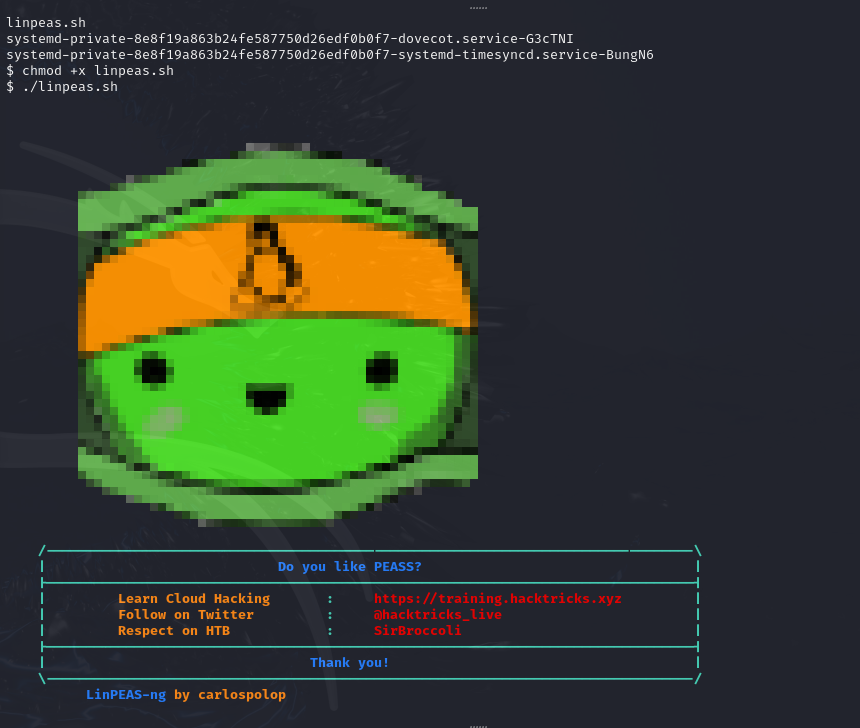 linpeas.sh
systemd-private-8e8f19a863b24fe587750d26edf0b0f7-dovecot.service-G3cTNI
systemd-private-8e8f19a863b24fe587750d26edf0b0f7-systemd-timesyncd.service-BungN6
$ chmod +x linpeas.sh
$ ./linpeas.sh
Do you like PEASS?
Learn Cloud Hacking : https://training.hacktricks.xyz
Follow on Twitter : @hacktricks_live
Respect on HTB : SirBroccoli
Thank you!
LinPEAS-ng by carlospolop